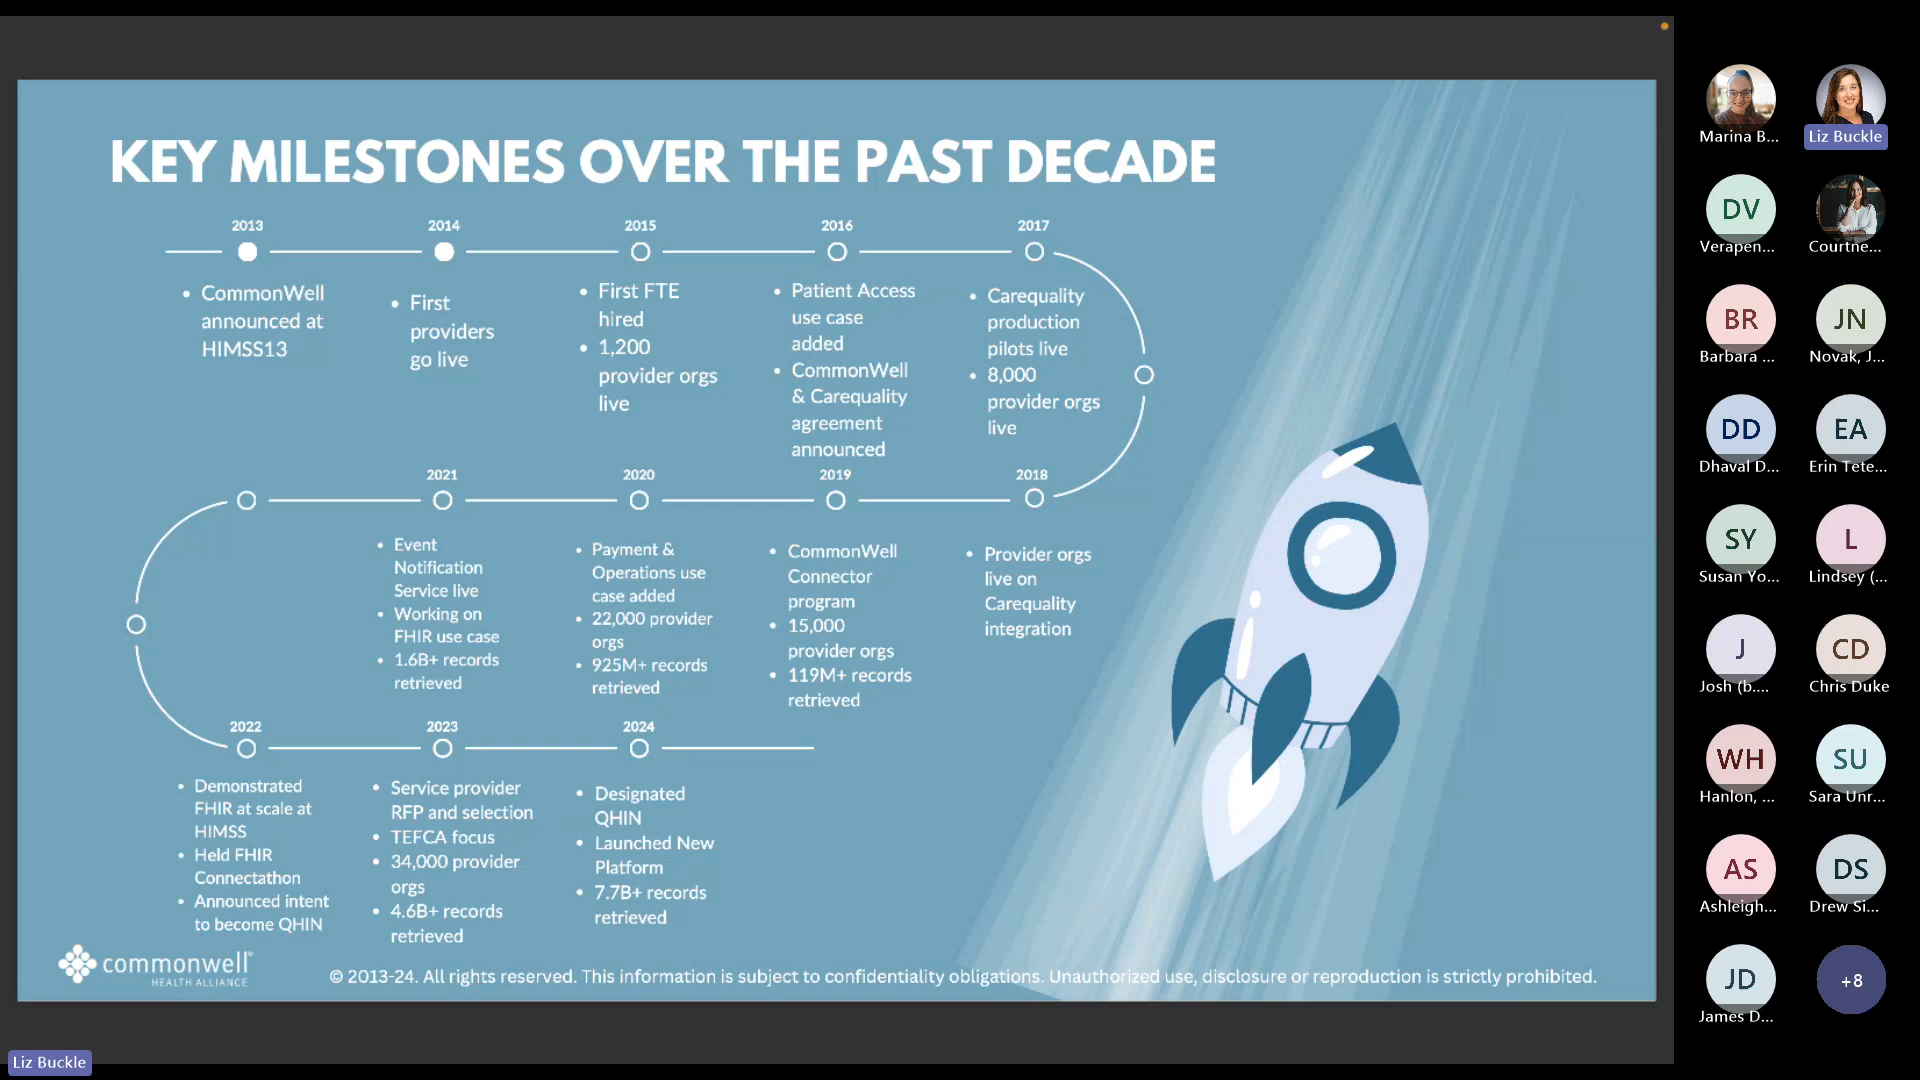 KEY MILESTONES OVER THE PAST DECADE
2013
• CommonWell
announced at
HIMSS13
2014
• First
providers
go live
2015
• First FTE
hired
• 1,200
provider orgs
live
2016
• Patient Access
use case
added
• CommonWell
& Carequality
agreement
announced
2017
• Carequality
production
pilots live
• 8,000
provider orgs
live
2018
• Provider orgs
live on
Carequality
integration
2019
• CommonWell
Connector
program
• 15,000
provider orgs
• 119M+ records
retrieved
2020
• Payment &
Operations use
case added
• 22,000 provider
orgs
• 925M+ records
retrieved
2021
• Event
Notification
Service live
• Working on
FHIR use case
• 1.6B+ records
retrieved
2022
• Demonstrated
FHIR at scale at
HIMSS
• Held FHIR
Connectathon
• Announced intent
to become QHIN
2023
• Service provider
RFP and selection
• TEFCA focus
• 34,000 provider
orgs
• 4.6B+ records
retrieved
2024
• Designated
QHIN
• Launched New
Platform
• 7.7B+ records
retrieved
commonwell®
HEALTH ALLIANCE
© 2013-24. All rights reserved. This information is subject to confidentiality obligations. Unauthorized use, disclosure or reproduction is strictly prohibited.
Liz Buckle
Marina B...
Liz Buckle
DV
Verapen...
Courtne...
BR
Barbara ...
JN
Novak, J...
DD
Dhaval D...
EA
Erin Tete...
SY
Susan Yo...
L
Lindsey (...
J
Josh (b....
CD
Chris Duke
WH
Hanlon, ...
SU
Sara Unr...
AS
Ashleigh...
DS
Drew Si...
JD
James D...
+8